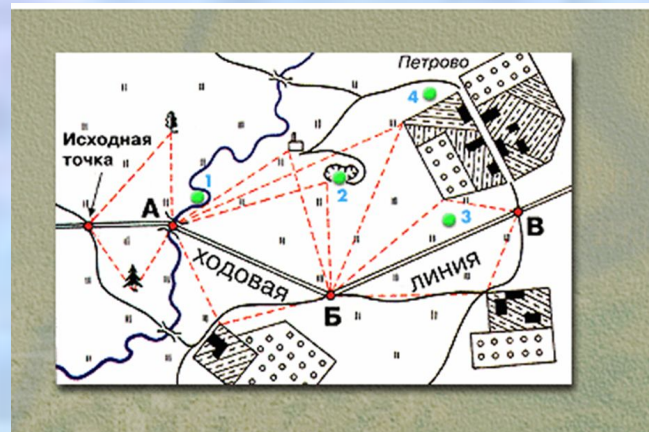 Петрово
4
Исходная
точка
1
А
2
3
В
ХОДОВАЯ
ЛИНИЯ
Б